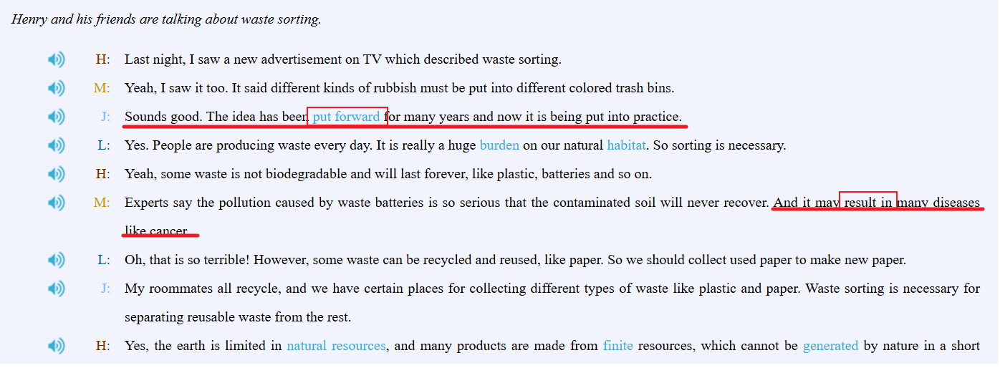 Henry and his friends are talking about waste sorting.
H: Last night, I saw a new advertisement on TV which described waste sorting.
M: Yeah, I saw it too. It said different kinds of rubbish must be put into different colored trash bins.
J: Sounds good. The idea has been put forward for many years and now it is being put into practice.
L: Yes. People are producing waste every day. It is really a huge burden on our natural habitat. So sorting is necessary.
H: Yeah, some waste is not biodegradable and will last forever, like plastic, batteries and so on.
M: Experts say the pollution caused by waste batteries is so serious that the contaminated soil will never recover. And it may result in many diseases
like cancer
L: Oh, that is so terrible! However, some waste can be recycled and reused, like paper. So we should collect used paper to make new paper.
J: My roommates all recycle, and we have certain places for collecting different types of waste like plastic and paper. Waste sorting is necessary for
separating reusable waste from the rest.
H: Yes, the earth is limited in natural resources, and many products are made from finite resources, which cannot be generated by nature in a short